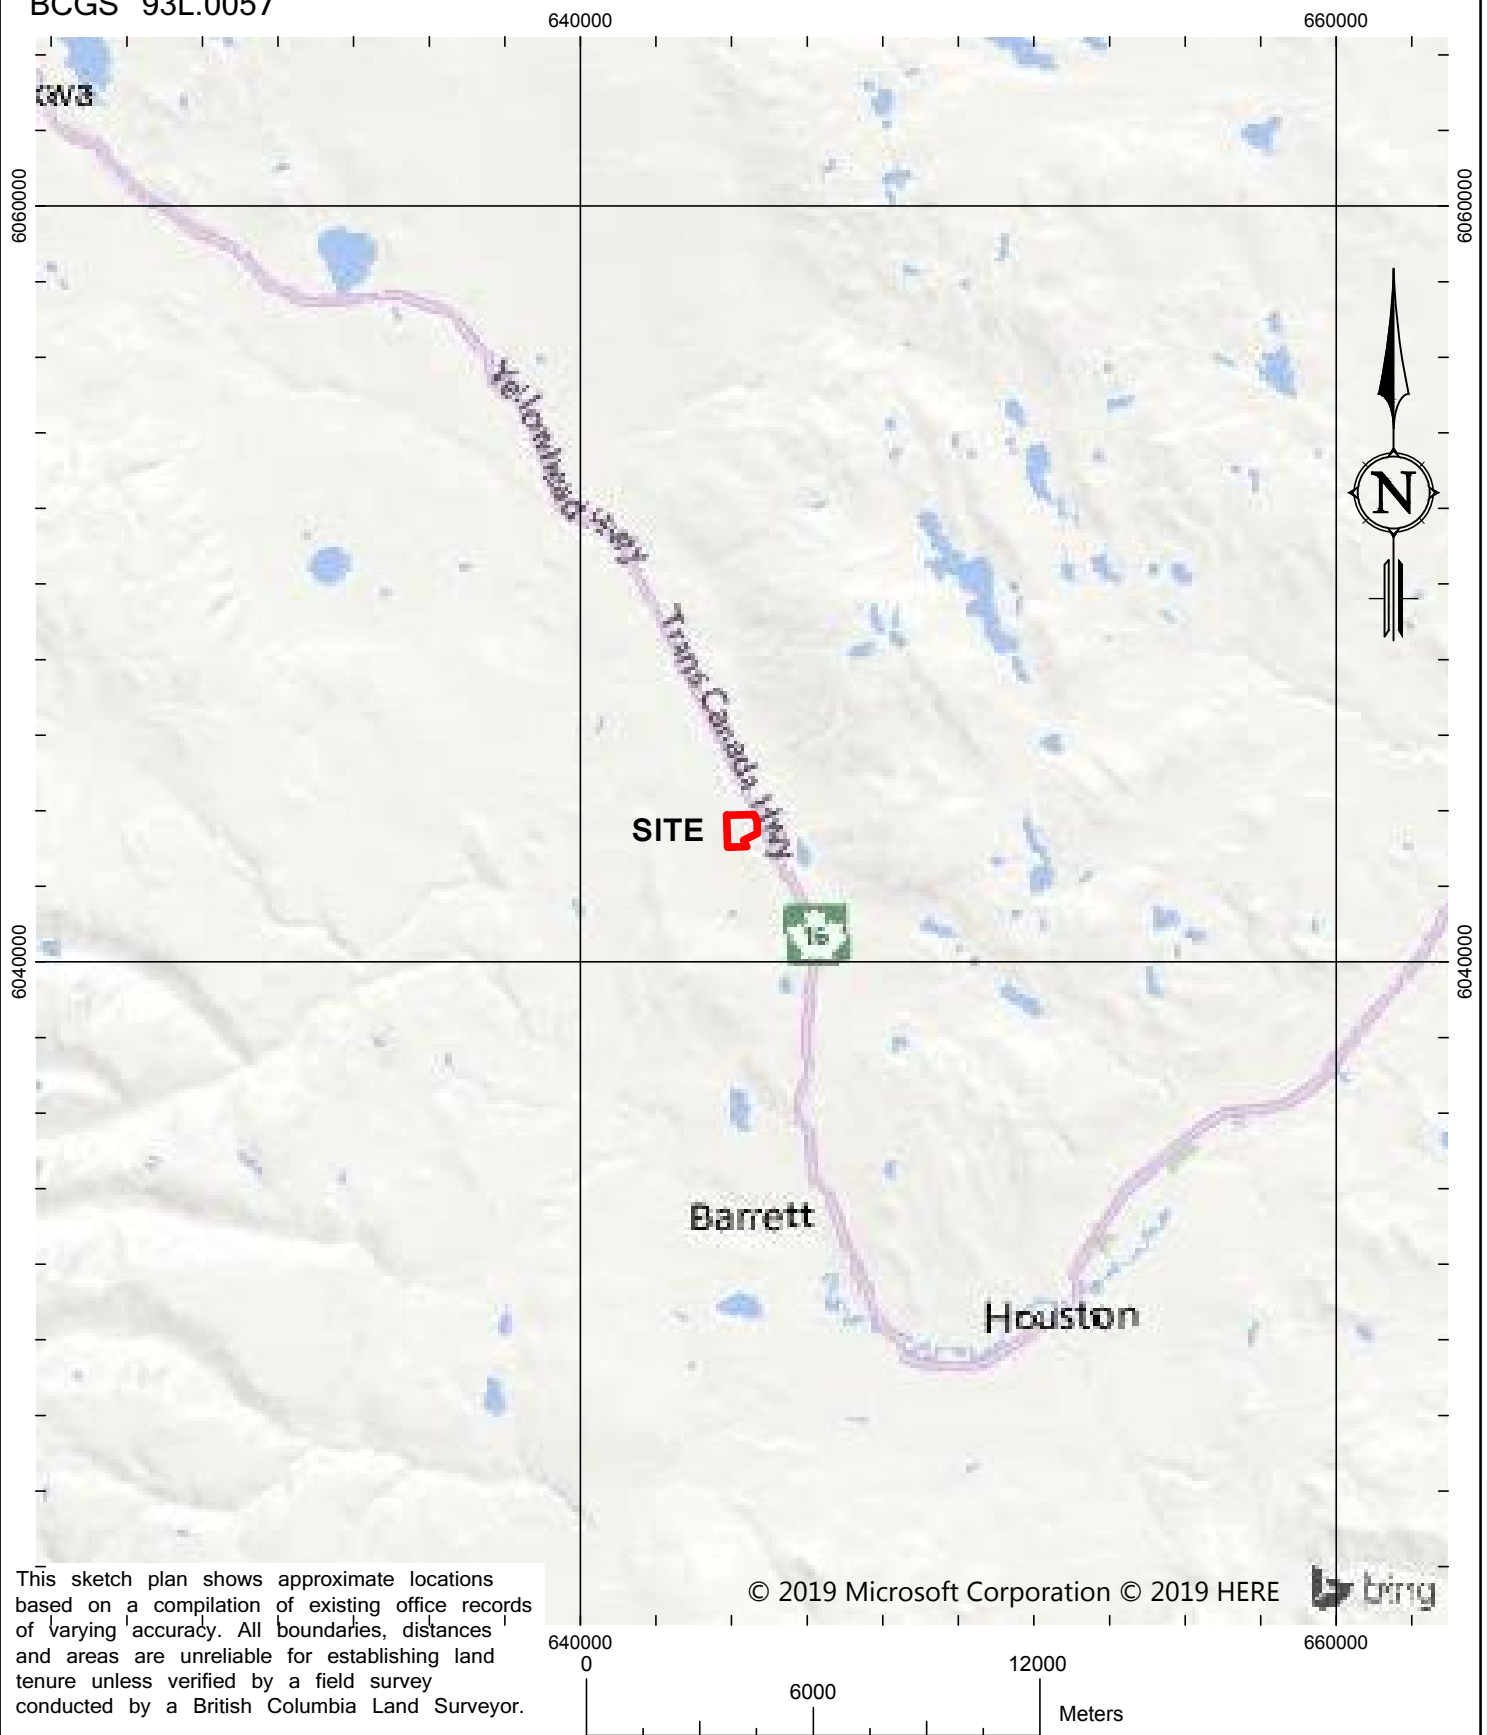 BCGS 93L.0057
640000
660000
6060000
6060000
Yellowhead Hwy
N
Trans Canada Hwy
SITE
16
6040000
6040000
Barrett
Houston
This sketch plan shows approximate locations
based on a compilation of existing office records
of varying accuracy. All boundaries, distances
and areas are unreliable for establishing land
tenure unless verified by a field survey
conducted by a British Columbia Land Surveyor.
© 2019 Microsoft Corporation © 2019 HERE
bing
640000
660000
0
12000
6000
Meters